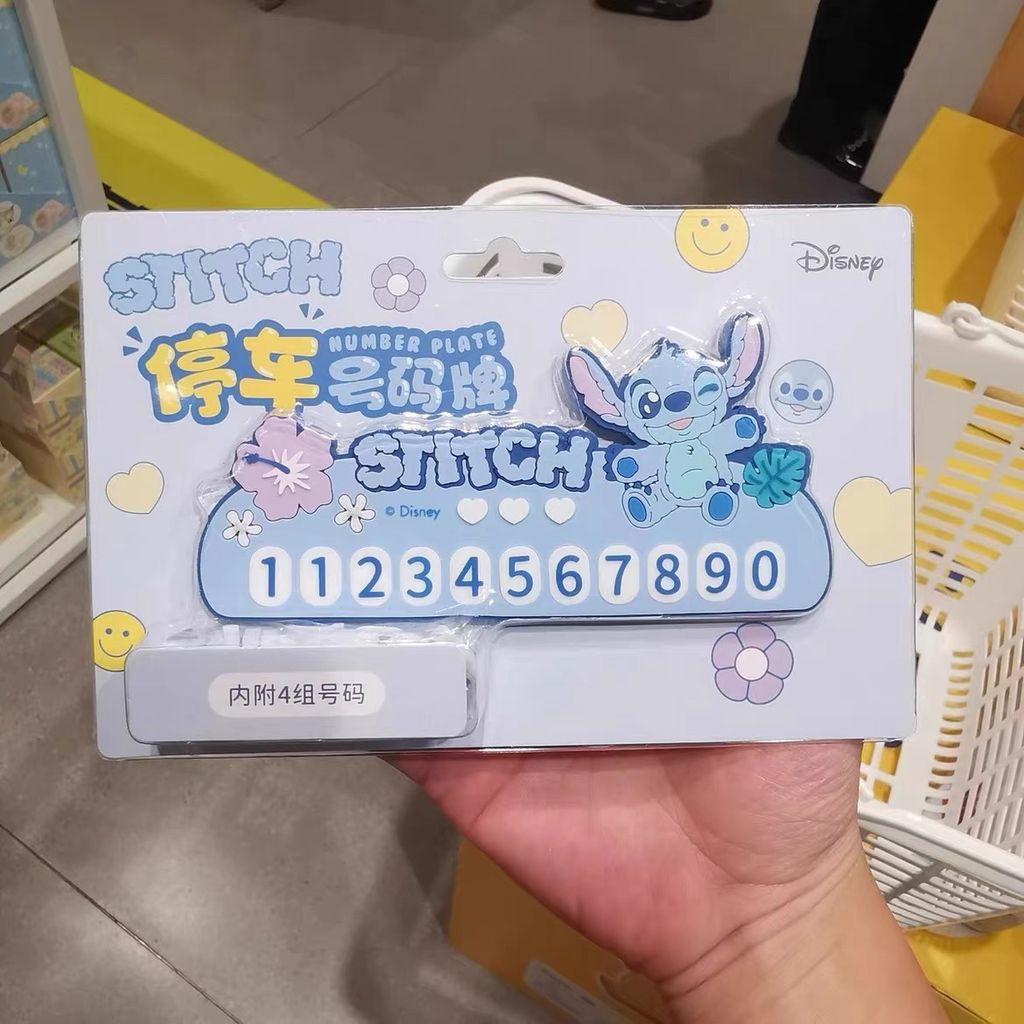 STITCH
Disney
停车
NUMBER PLATE
号码牌
STITCH
© Disney
11234567890
内附4组号码